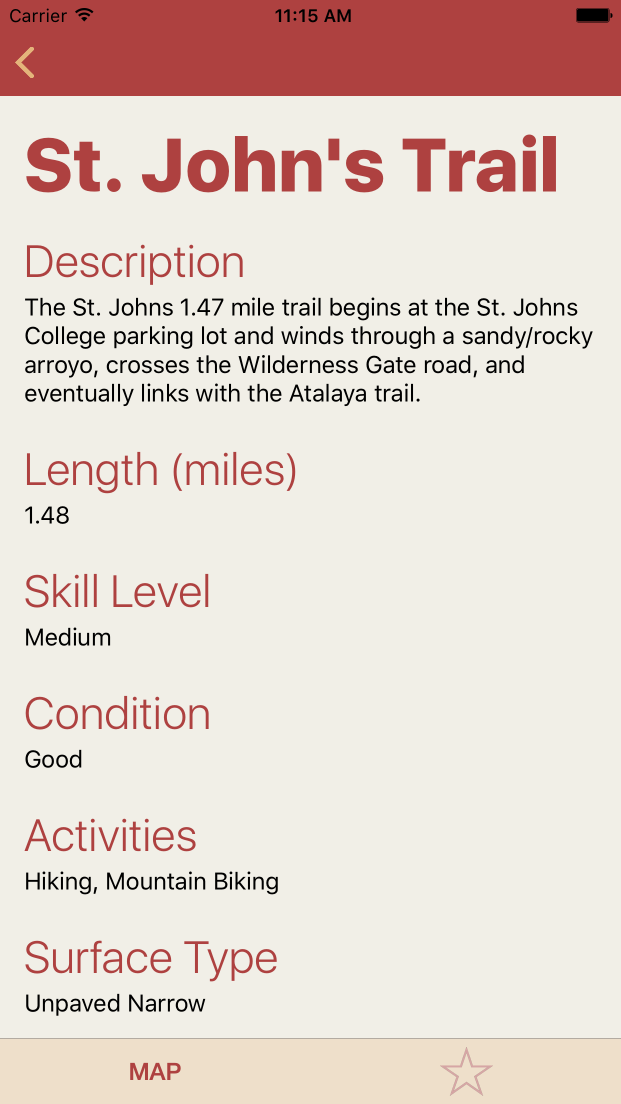 Carrier 11:15 AM
St. John's Trail
Description
The St. Johns 1.47 mile trail begins at the St. Johns
College parking lot and winds through a sandy/rocky
arroyo, crosses the Wilderness Gate road, and
eventually links with the Atalaya trail.
Length (miles)
1.48
Skill Level
Medium
Condition
Good
Activities
Hiking, Mountain Biking
Surface Type
Unpaved Narrow
MAP